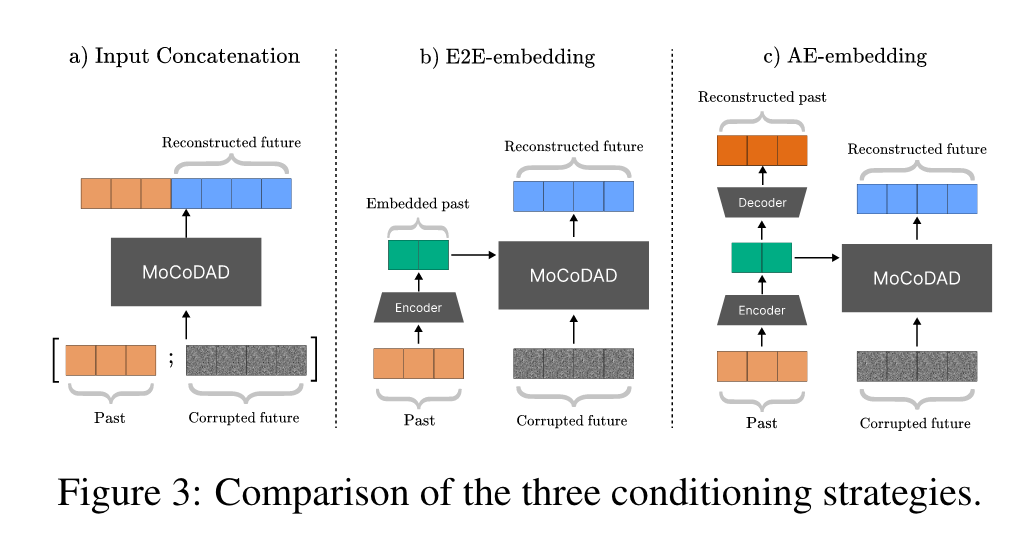 a) Input Concatenation
Reconstructed future
MoCoDAD
[ ; ]
Past
Corrupted future
b) E2E-embedding
Reconstructed future
Embedded past
MoCoDAD
Encoder
Past
Corrupted future
c) AE-embedding
Reconstructed past
Reconstructed future
Decoder
MoCoDAD
Encoder
Past
Corrupted future
Figure 3: Comparison of the three conditioning strategies.